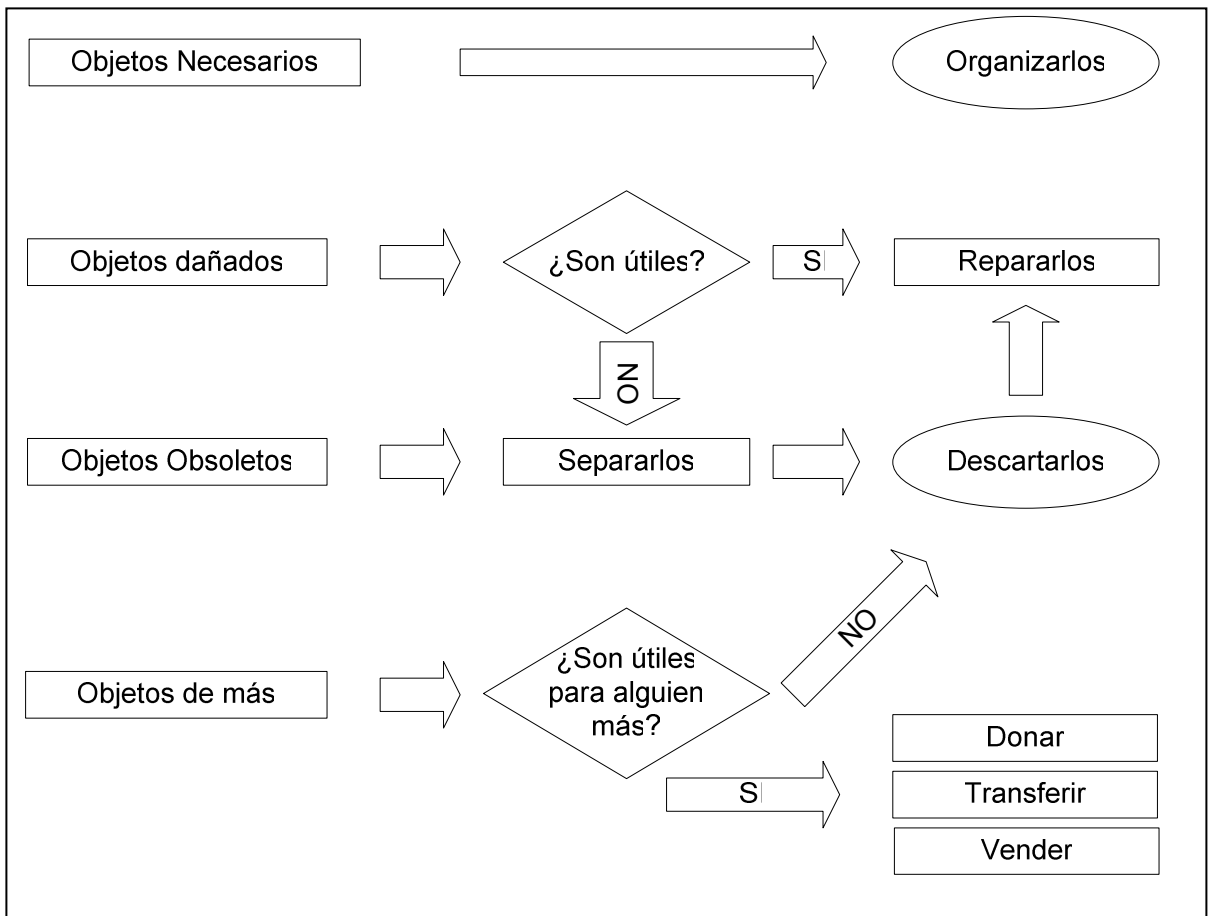 Objetos Necesarios
Organizarlos
Objetos dañados
¿Son útiles?
SI
Repararlos
NO
Objetos Obsoletos
Separarlos
Descartarlos
NO
Objetos de más
¿Son útiles
para alguien
más?
SI
Donar
Transferir
Vender